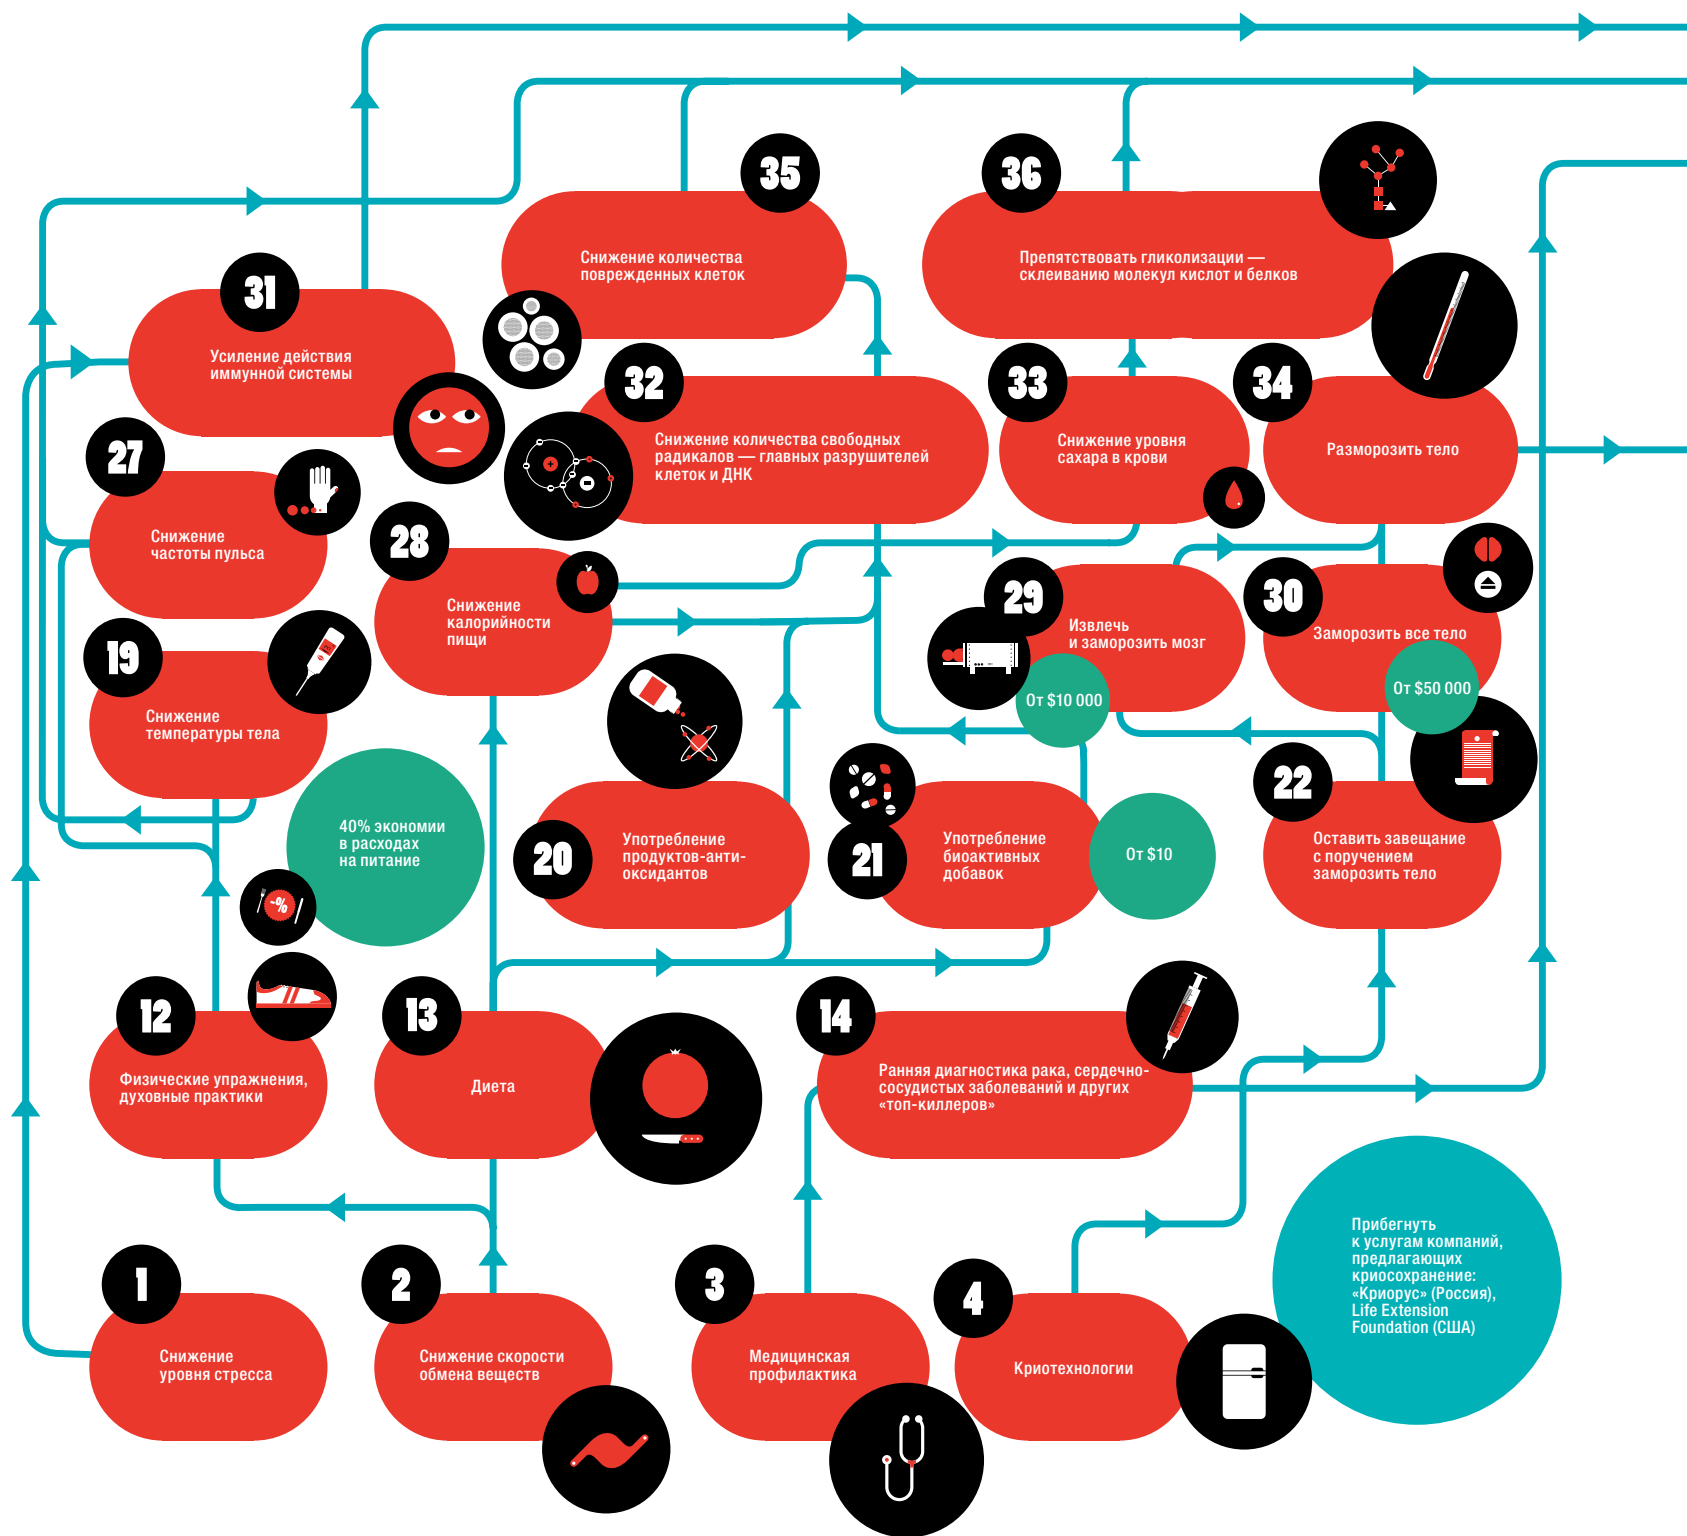 35
Снижение количества
поврежденных клеток
36
Препятствовать гликолизации —
склеиванию молекул кислот и белков
31
Усиление действия
иммунной системы
32
Снижение количества свободных
радикалов — главных разрушителей
клеток и ДНК
33
Снижение уровня
сахара в крови
34
Разморозить тело
27
Снижение
частоты пульса
28
Снижение
калорийности
пищи
29
Извлечь
и заморозить мозг
От $10 000
30
Заморозить все тело
От $50 000
19
Снижение
температуры тела
40% экономии
в расходах
на питание
-%
20
Употребление
продуктов-анти-
оксидантов
21
Употребление
биоактивных
добавок
От $10
22
Оставить завещание
с поручением
заморозить тело
12
Физические упражнения,
духовные практики
13
Диета
14
Ранняя диагностика рака, сердечно-
сосудистых заболеваний и других
«топ-киллеров»
1
Снижение
уровня стресса
2
Снижение скорости
обмена веществ
3
Медицинская
профилактика
4
Криотехнологии
Прибегнуть
к услугам компаний,
предлагающих
криосохранение:
«Криорус» (Россия),
Life Extension
Foundation (США)